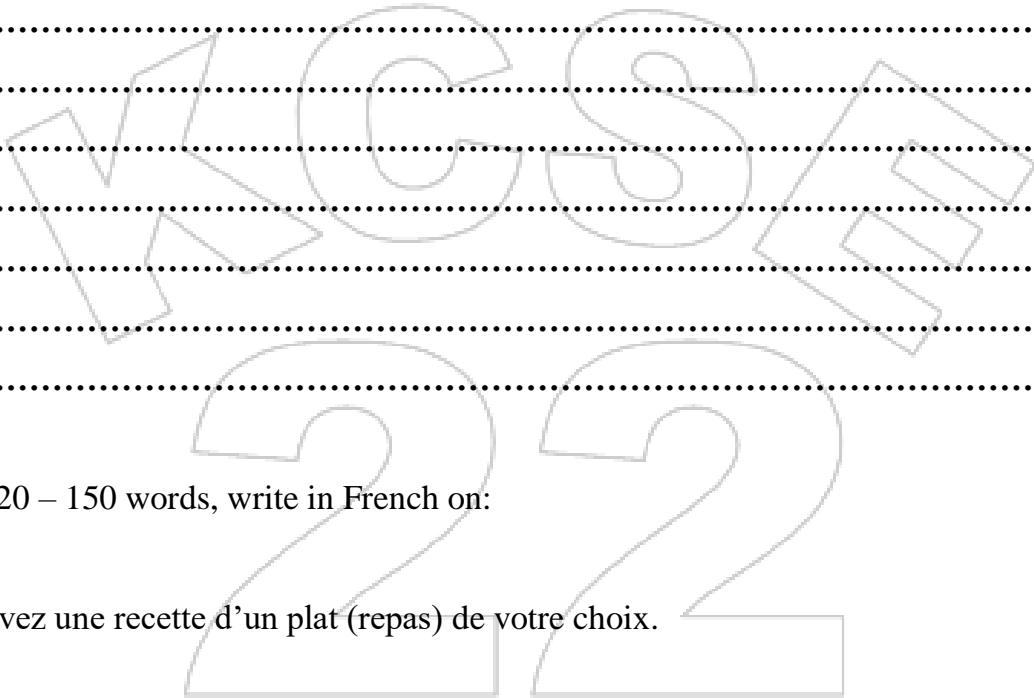 KCSE
22
20 – 150 words, write in French on:
vez une recette d’un plat (repas) de votre choix.